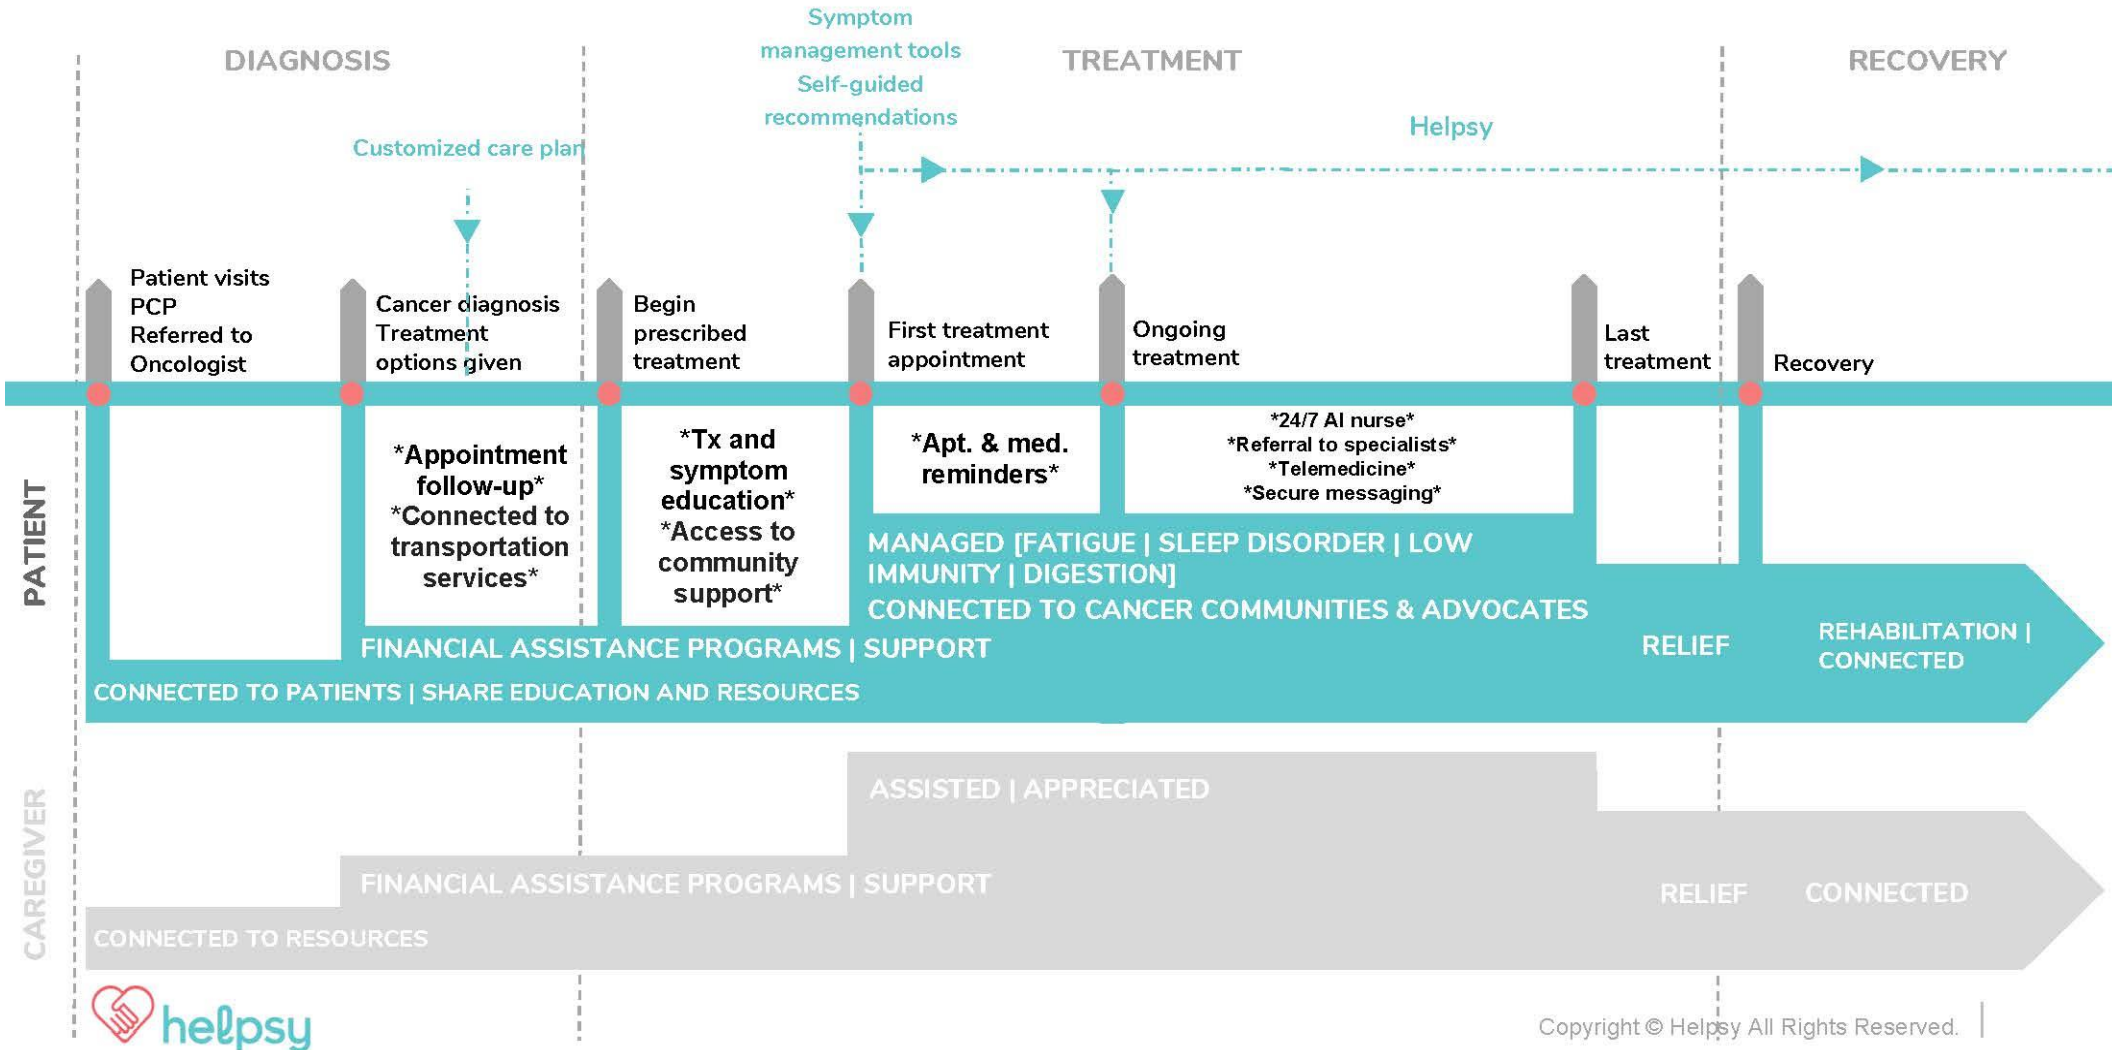 Symptom
management tools
Self-guided
recommendations
DIAGNOSIS
TREATMENT
RECOVERY
Helpsy
Customized care plan
Patient visits
PCP
Referred to
Oncologist
Cancer diagnosis
Treatment
options given
Begin
prescribed
treatment
First treatment
appointment
Ongoing
treatment
Last
treatment
Recovery
PATIENT
*Appointment
follow-up*
*Connected to
transportation
services*
*Tx and
symptom
education*
*Access to
community
support*
*Apt. & med.
reminders*
*24/7 AI nurse*
*Referral to specialists*
*Telemedicine*
*Secure messaging*
MANAGED [FATIGUE | SLEEP DISORDER | LOW
IMMUNITY | DIGESTION]
CONNECTED TO CANCER COMMUNITIES & ADVOCATES
FINANCIAL ASSISTANCE PROGRAMS | SUPPORT
CONNECTED TO PATIENTS | SHARE EDUCATION AND RESOURCES
RELIEF
REHABILITATION |
CONNECTED
CAREGIVER
ASSISTED | APPRECIATED
FINANCIAL ASSISTANCE PROGRAMS | SUPPORT
CONNECTED TO RESOURCES
RELIEF
CONNECTED
helpsy
Copyright © Helpsy All Rights Reserved.